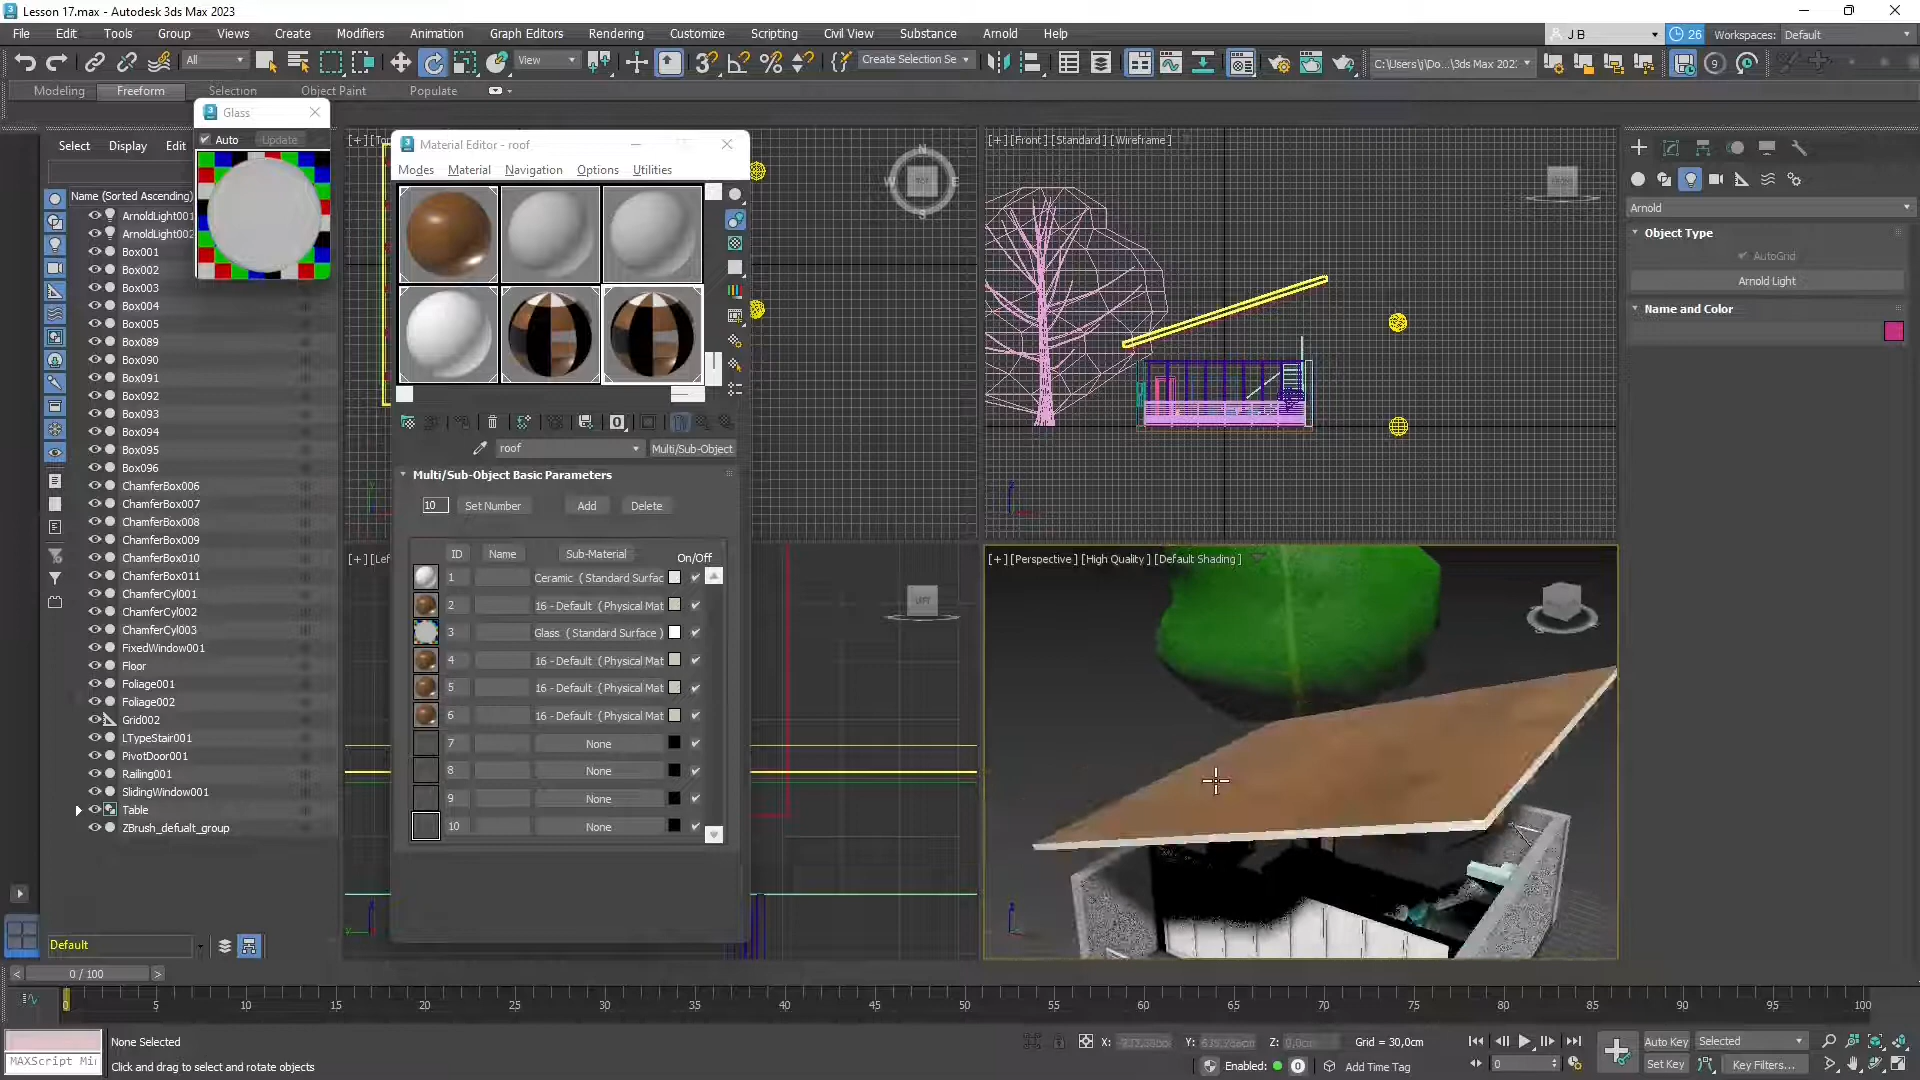 Lesson 17.max - Autodesk 3ds Max 2023
File Edit Tools Group Views Create Modifiers Animation Graph Editors Rendering Customize Scripting Civil View Substance Arnold Help
J B 26 Workspaces: Default
All View Create Selection Se C:\Users\j\Do...\3ds Max 202
Modeling Freeform Selection Object Paint Populate
Glass
Auto Update
Select Display Edit
Name (Sorted Ascending)
ArnoldLight001
ArnoldLight002
Box001
Box002
Box003
Box004
Box005
Box089
Box090
Box091
Box092
Box093
Box094
Box095
Box096
ChamferBox006
ChamferBox007
ChamferBox008
ChamferBox009
ChamferBox010
ChamferBox011
ChamferCyl001
ChamferCyl002
ChamferCyl003
FixedWindow001
Floor
Foliage001
Foliage002
Grid002
LTypeStair001
PivotDoor001
Railing001
SlidingWindow001
Table
ZBrush_defualt_group
Default
Material Editor - roof
Modes Material Navigation Options Utilities
roof Multi/Sub-Object
Multi/Sub-Object Basic Parameters
10 Set Number Add Delete
ID Name Sub-Material On/Off
1 Ceramic ( Standard Surfac
2 16 - Default ( Physical Mat
3 Glass ( Standard Surface )
4 16 - Default ( Physical Mat
5 16 - Default ( Physical Mat
6 16 - Default ( Physical Mat
7 None
8 None
9 None
10 None
[+] [To
[+] [Front] [Standard] [Wireframe]
FRONT
TOP
N
W E
S
[+] [Lef
LEFT
[+] [Perspective] [High Quality] [Default Shading]
Arnold
Object Type
AutoGrid
Arnold Light
Name and Color
0 / 100
0 5 10 15 20 25 30 35 40 45 50 55 60 65 70 75 80 85 90 95 100
None Selected
MAXScript Mi
Click and drag to select and rotate objects
X: Y: Z: 0,0cm Grid = 30,0cm
Enabled: 0 Add Time Tag
0
Auto Key Selected
Set Key Key Filters...